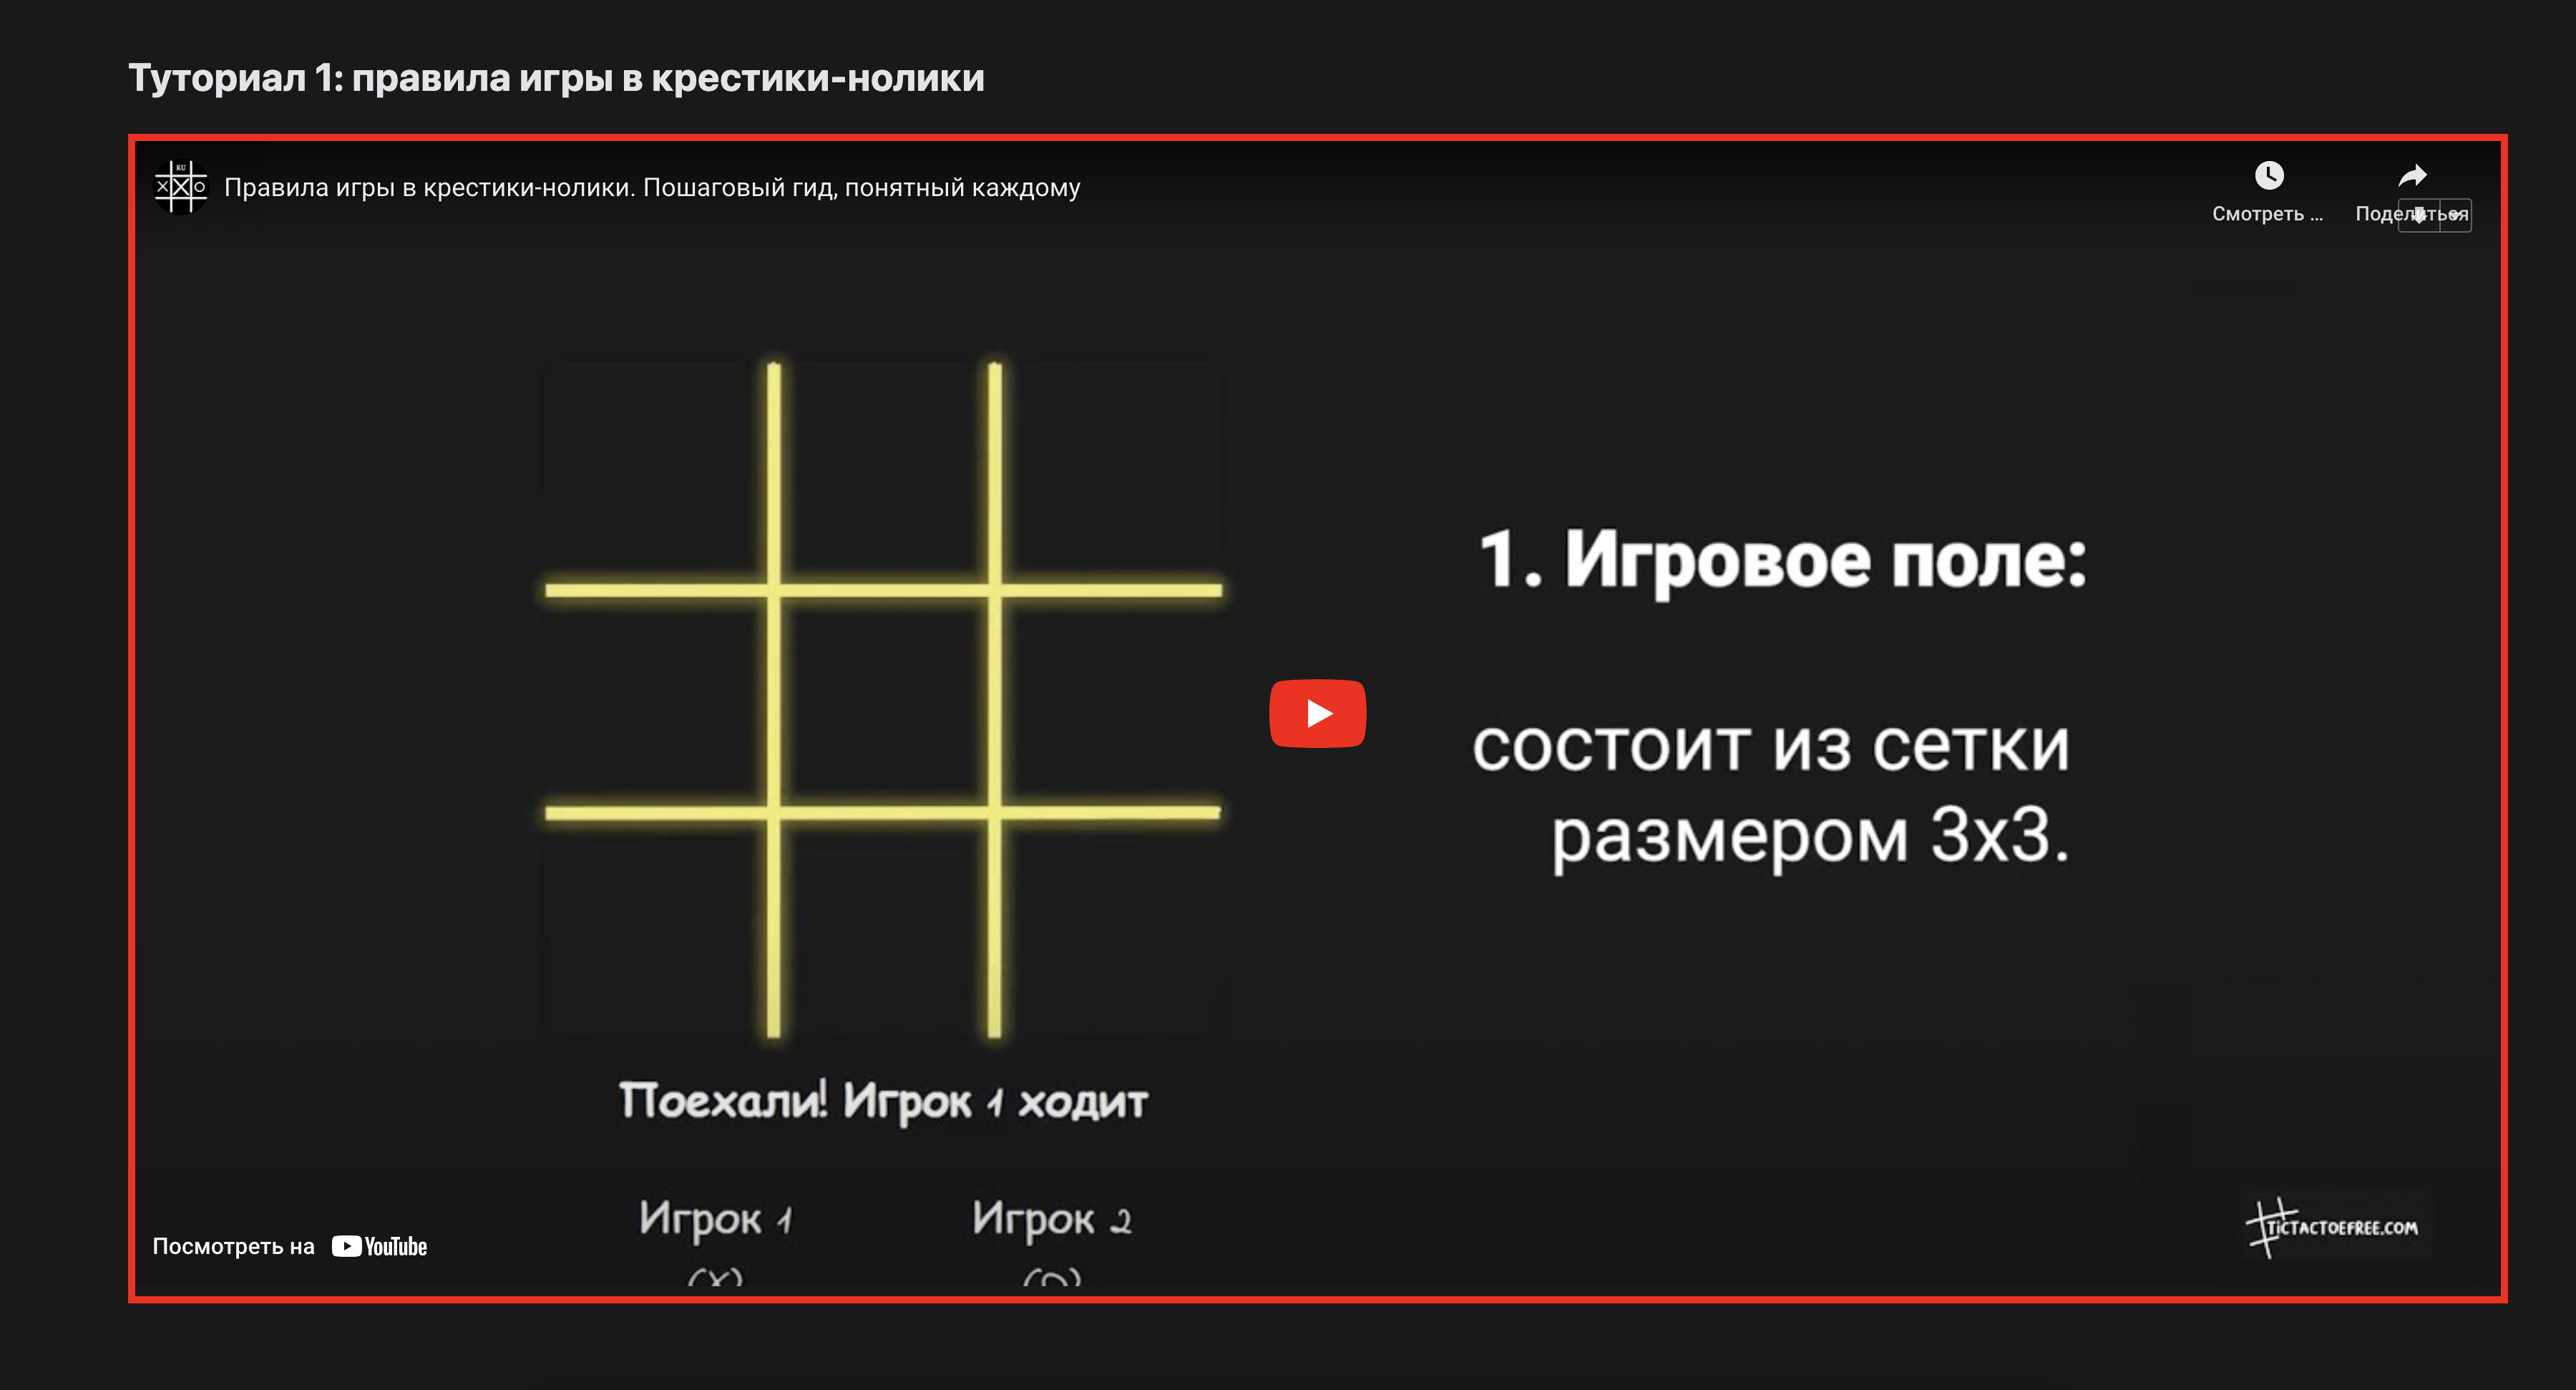 Туториал 1: правила игры в крестики-нолики
RU
Правила игры в крестики-нолики. Пошаговый гид, понятный каждому
Смотреть ...
Поделиться
1. Игровое поле:
состоит из сетки
размером 3x3.
Поехали! Игрок 1 ходит
Игрок 1
Игрок 2
(X)
(O)
Посмотреть на YouTube
TICTACTOEFREE.COM